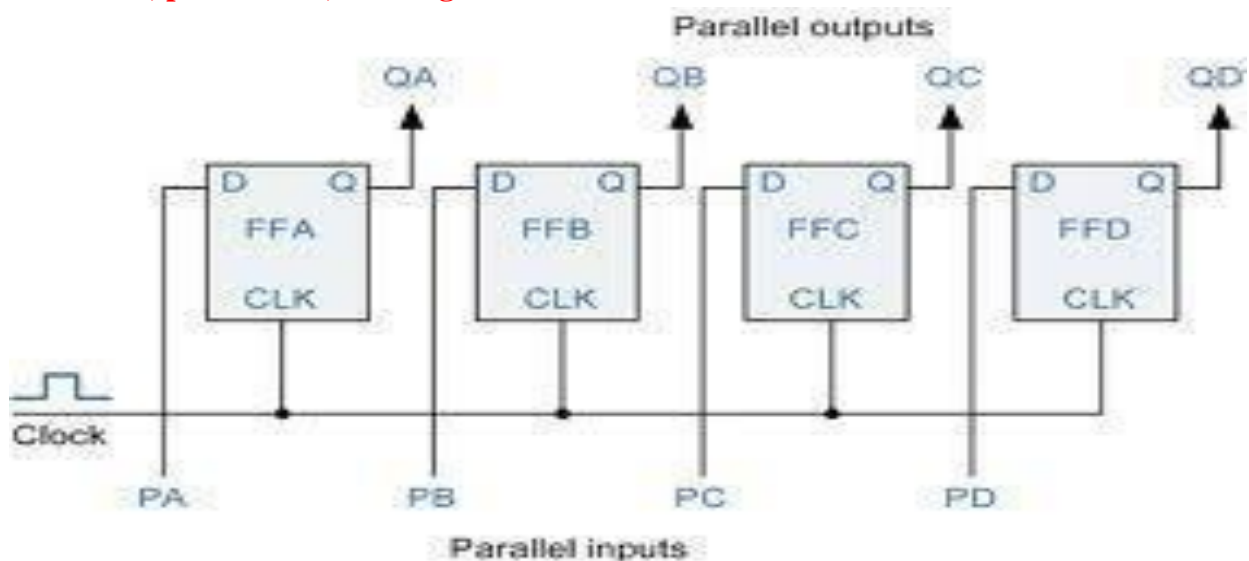 Parallel outputs
QA QB QC QD
D Q D Q D Q D Q
FFA FFB FFC FFD
CLK CLK CLK CLK
Clock
PA PB PC PD
Parallel inputs